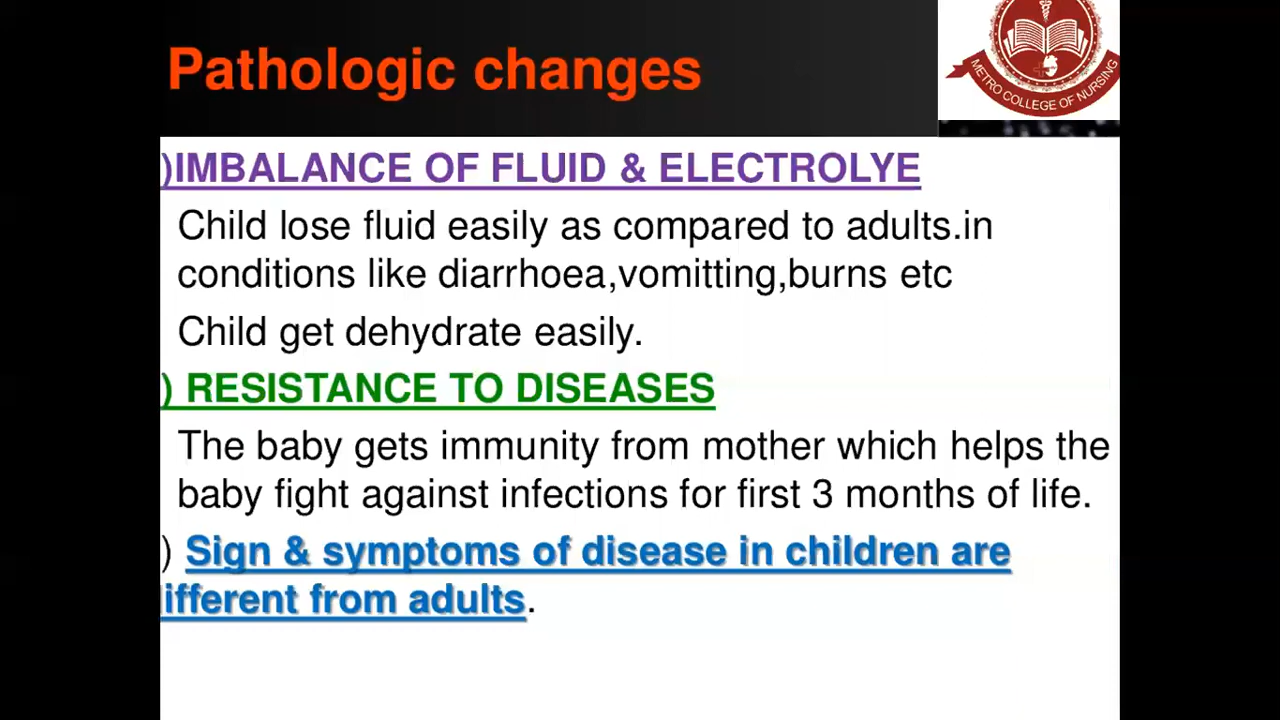 Pathologic changes
METRO COLLEGE OF NURSING
)IMBALANCE OF FLUID & ELECTROLYE
Child lose fluid easily as compared to adults.in
conditions like diarrhoea,vomitting,burns etc
Child get dehydrate easily.
) RESISTANCE TO DISEASES
The baby gets immunity from mother which helps the
baby fight against infections for first 3 months of life.
) Sign & symptoms of disease in children are
ifferent from adults.